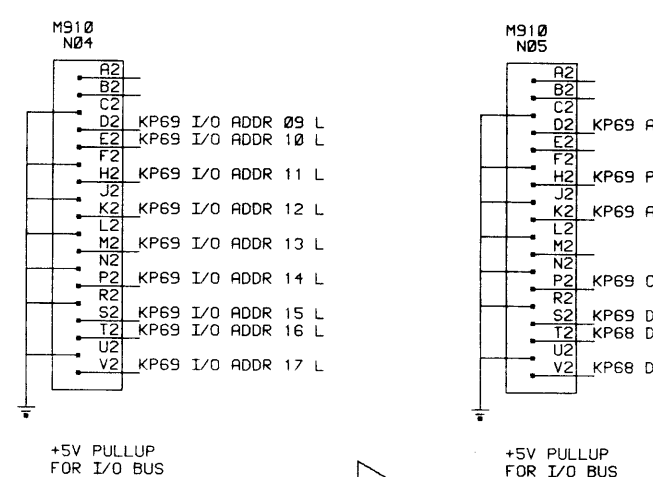 M910
NØ4
A2
B2
C2
D2 KP69 I/O ADDR Ø9 L
E2 KP69 I/O ADDR 1Ø L
F2
H2 KP69 I/O ADDR 11 L
J2
K2 KP69 I/O ADDR 12 L
L2
M2 KP69 I/O ADDR 13 L
N2
P2 KP69 I/O ADDR 14 L
R2
S2 KP69 I/O ADDR 15 L
T2 KP69 I/O ADDR 16 L
U2
V2 KP69 I/O ADDR 17 L
+5V PULLUP
FOR I/O BUS
M910
NØ5
A2
B2
C2
D2 KP69 A
E2
F2
H2 KP69 P
J2
K2 KP69 A
L2
M2
N2
P2 KP69
R2
S2 KP69 D
T2 KP68 D
U2
V2 KP68 D
+5V PULLUP
FOR I/O BUS